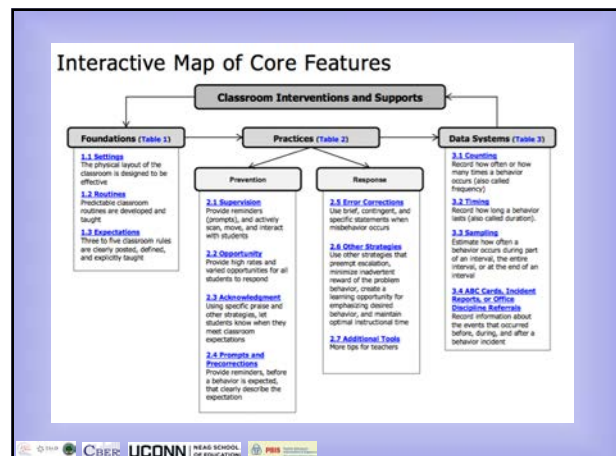 Interactive Map of Core Features
Classroom Interventions and Supports
Foundations (Table 1)
Practices (Table 2)
Data Systems (Table 3)
1.1 Settings
The physical layout of the
classroom is designed to be
effective
1.2 Routines
Predictable classroom
routines are developed and
taught
1.3 Expectations
Three to five classroom rules
are clearly posted, defined,
and explicitly taught
Prevention
2.1 Supervision
Provide reminders
(prompts), and actively
scan, move, and interact
with students
2.2 Opportunity
Provide high rates and
varied opportunities for all
students to respond
2.3 Acknowledgment
Using specific praise and
other strategies, let
students know when they
meet classroom
expectations
2.4 Prompts and
Precorrections
Provide reminders, before
a behavior is expected,
that clearly describe the
expectation
Response
2.5 Error Corrections
Use brief, contingent, and
specific statements when
misbehavior occurs
2.6 Other Strategies
Use other strategies that
preempt escalation,
minimize inadvertent
reward of the problem
behavior, create a
learning opportunity for
emphasizing desired
behavior, and maintain
optimal instructional time
2.7 Additional Tools
More tips for teachers
3.1 Counting
Record how often or how
many times a behavior
occurs (also called
frequency)
3.2 Timing
Record how long a behavior
lasts (also called duration).
3.3 Sampling
Estimate how often a
behavior occurs during part
of an interval, the entire
interval, or at the end of an
interval
3.4 ABC Cards, Incident
Reports, or Office
Discipline Referrals
Record information about
the events that occurred
before, during, and after a
behavior incident
CBER
UCONN
NEAG SCHOOL
OF EDUCATION
PBIS